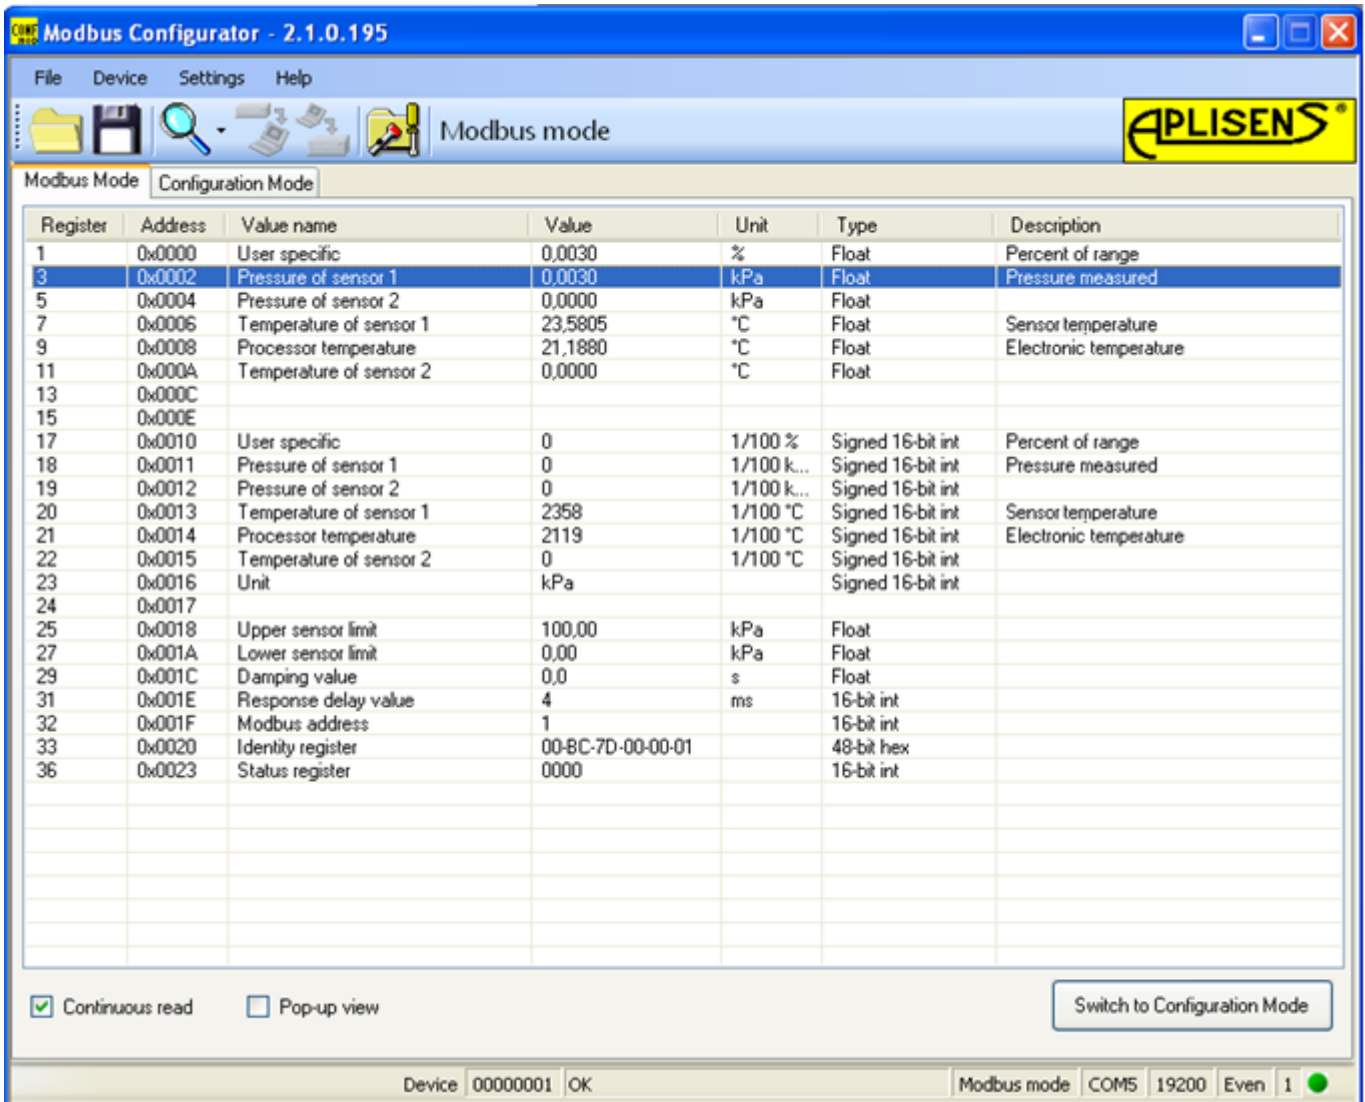 Modbus Configurator - 2.1.0.195
File Device Settings Help
Modbus mode
APLISENS®
Modbus Mode Configuration Mode
Register Address Value name Value Unit Type Description
1 0x0000 User specific 0,0030 % Float Percent of range
3 0x0002 Pressure of sensor 1 0,0030 kPa Float Pressure measured
5 0x0004 Pressure of sensor 2 0,0000 kPa Float
7 0x0006 Temperature of sensor 1 23,5805 °C Float Sensor temperature
9 0x0008 Processor temperature 21,1880 °C Float Electronic temperature
11 0x000A Temperature of sensor 2 0,0000 °C Float
13 0x000C
15 0x000E
17 0x0010 User specific 0 1/100 % Signed 16-bit int Percent of range
18 0x0011 Pressure of sensor 1 0 1/100 k... Signed 16-bit int Pressure measured
19 0x0012 Pressure of sensor 2 0 1/100 k... Signed 16-bit int
20 0x0013 Temperature of sensor 1 2358 1/100 °C Signed 16-bit int Sensor temperature
21 0x0014 Processor temperature 2119 1/100 °C Signed 16-bit int Electronic temperature
22 0x0015 Temperature of sensor 2 0 1/100 °C Signed 16-bit int
23 0x0016 Unit kPa Signed 16-bit int
24 0x0017
25 0x0018 Upper sensor limit 100,00 kPa Float
27 0x001A Lower sensor limit 0,00 kPa Float
29 0x001C Damping value 0,0 s Float
31 0x001E Response delay value 4 ms 16-bit int
32 0x001F Modbus address 1 16-bit int
33 0x0020 Identity register 00-BC-7D-00-00-01 48-bit hex
36 0x0023 Status register 0000 16-bit int
Continuous read Pop-up view Switch to Configuration Mode
Device 00000001 OK Modbus mode COM5 19200 Even 1